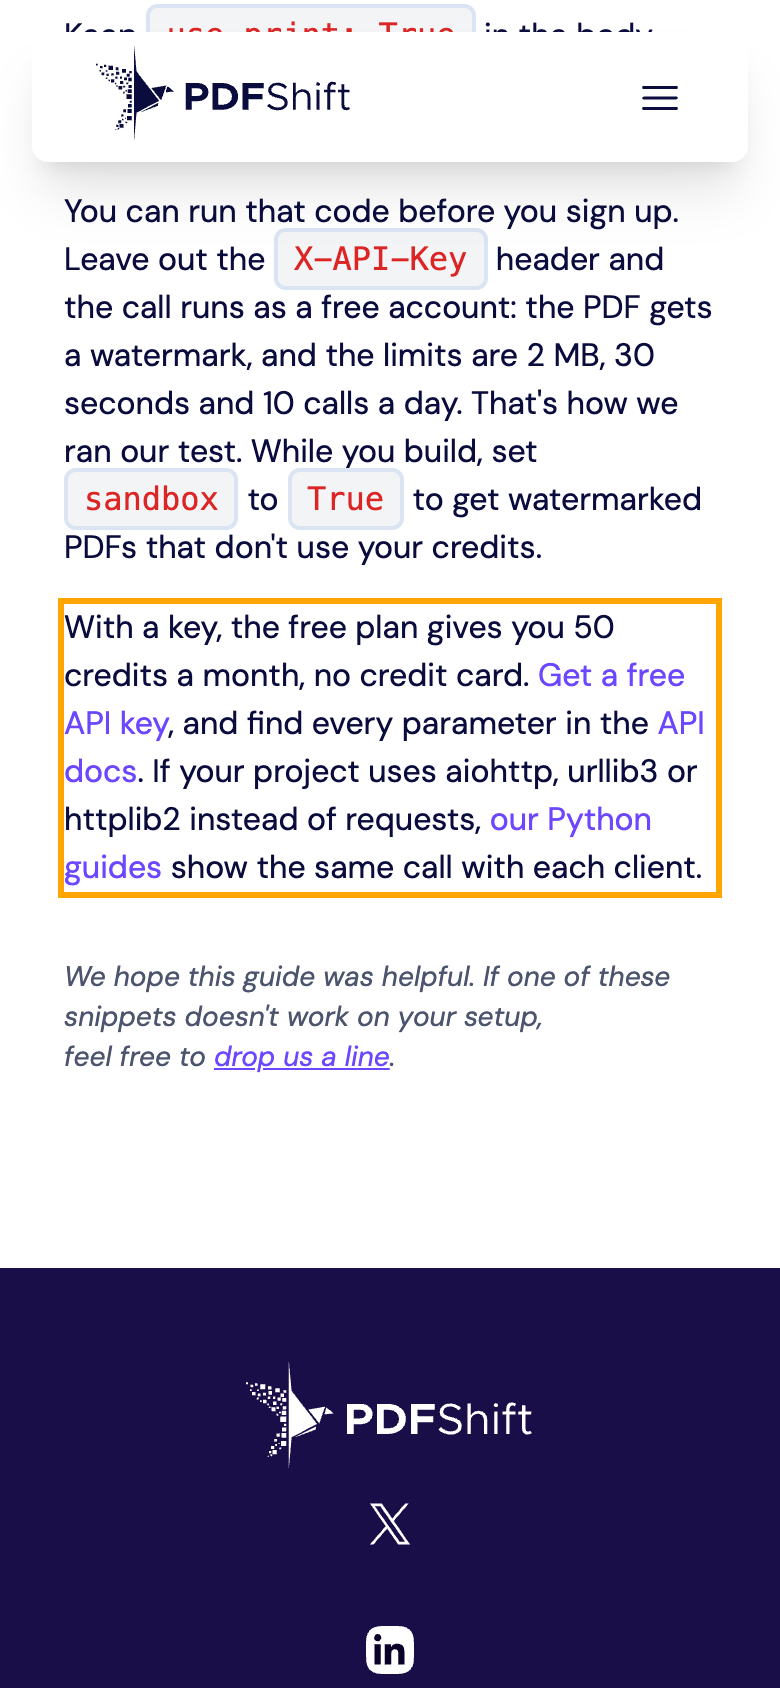 PDFShift
You can run that code before you sign up.
Leave out the X-API-Key header and
the call runs as a free account: the PDF gets
a watermark, and the limits are 2 MB, 30
seconds and 10 calls a day. That's how we
ran our test. While you build, set
sandbox to True to get watermarked
PDFs that don't use your credits.
With a key, the free plan gives you 50
credits a month, no credit card. Get a free
API key, and find every parameter in the API
docs. If your project uses aiohttp, urllib3 or
httplib2 instead of requests, our Python
guides show the same call with each client.
We hope this guide was helpful. If one of these
snippets doesn't work on your setup,
feel free to drop us a line.
PDFShift
in